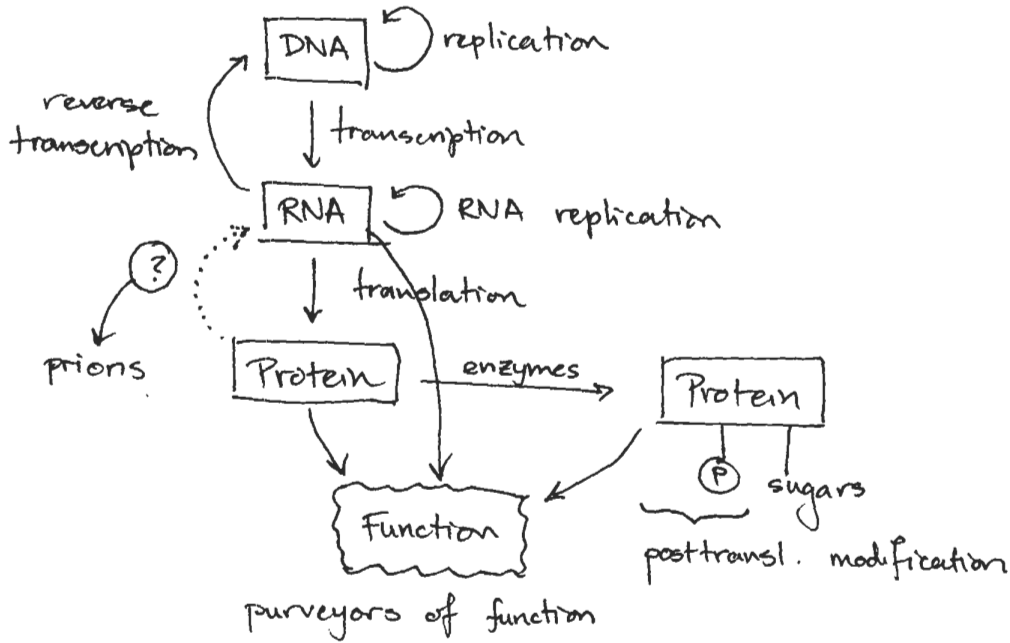 DNA
replication
reverse
transcription
transcription
RNA
RNA replication
?
translation
prions
Protein
enzymes
Protein
P
sugars
Function
posttransl. modification
purveyors of function